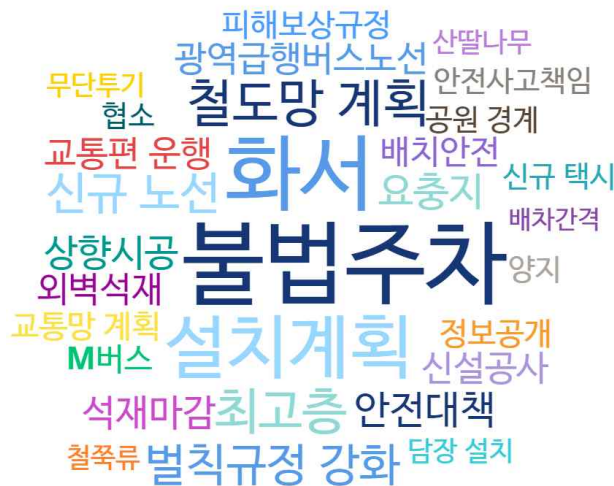 피해보상규정
산딸나무
광역급행버스노선
무단투기
철도망 계획
안전사고책임
협소
공원 경계
교통편 운행
화서
배치안전
신규 노선
요충지
신규 택시
불법주차
배차간격
상향시공
양지
외벽석재
교통망 계획
설치계획
정보공개
M버스
신설공사
석재마감
최고층
안전대책
철쭉류
벌칙규정 강화
담장 설치